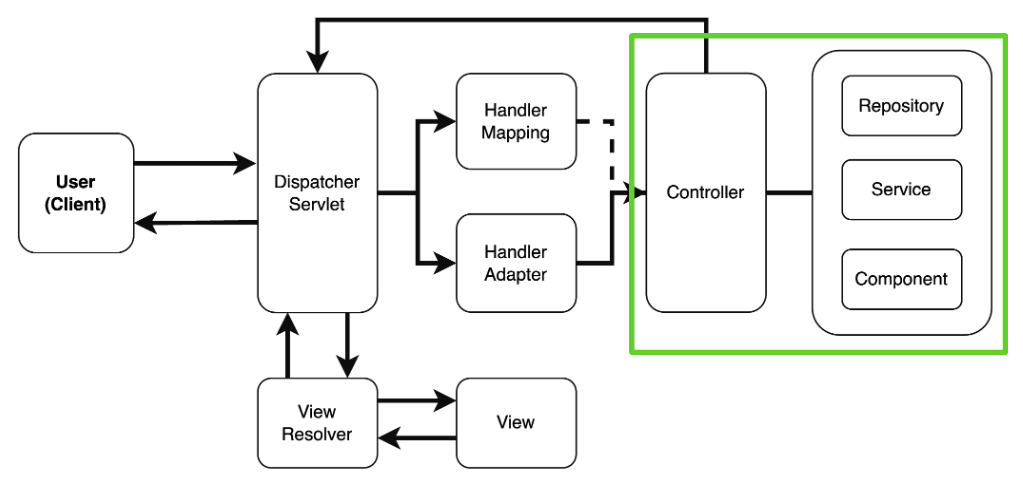 User
(Client)
Dispatcher
Servlet
Handler
Mapping
Handler
Adapter
Controller
Repository
Service
Component
View
Resolver
View